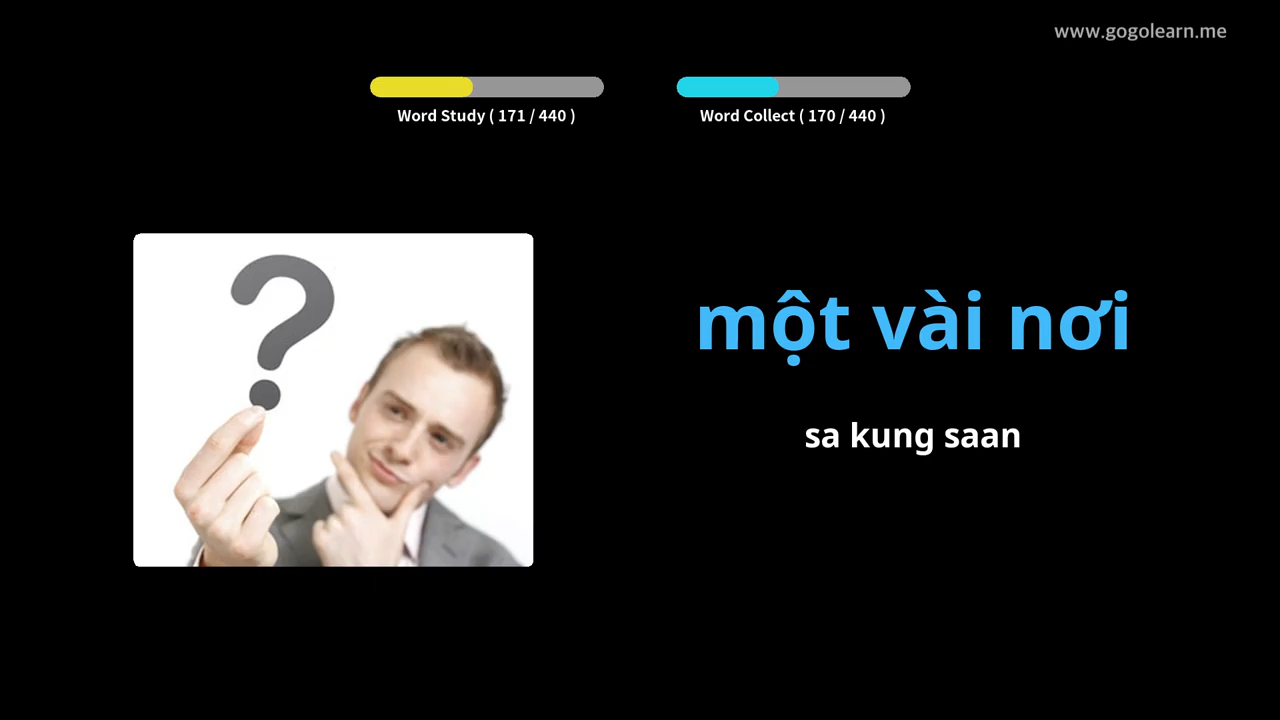 www.gogolearn.me
Word Study ( 171 / 440 )
Word Collect ( 170 / 440 )
một vài nơi
sa kung saan